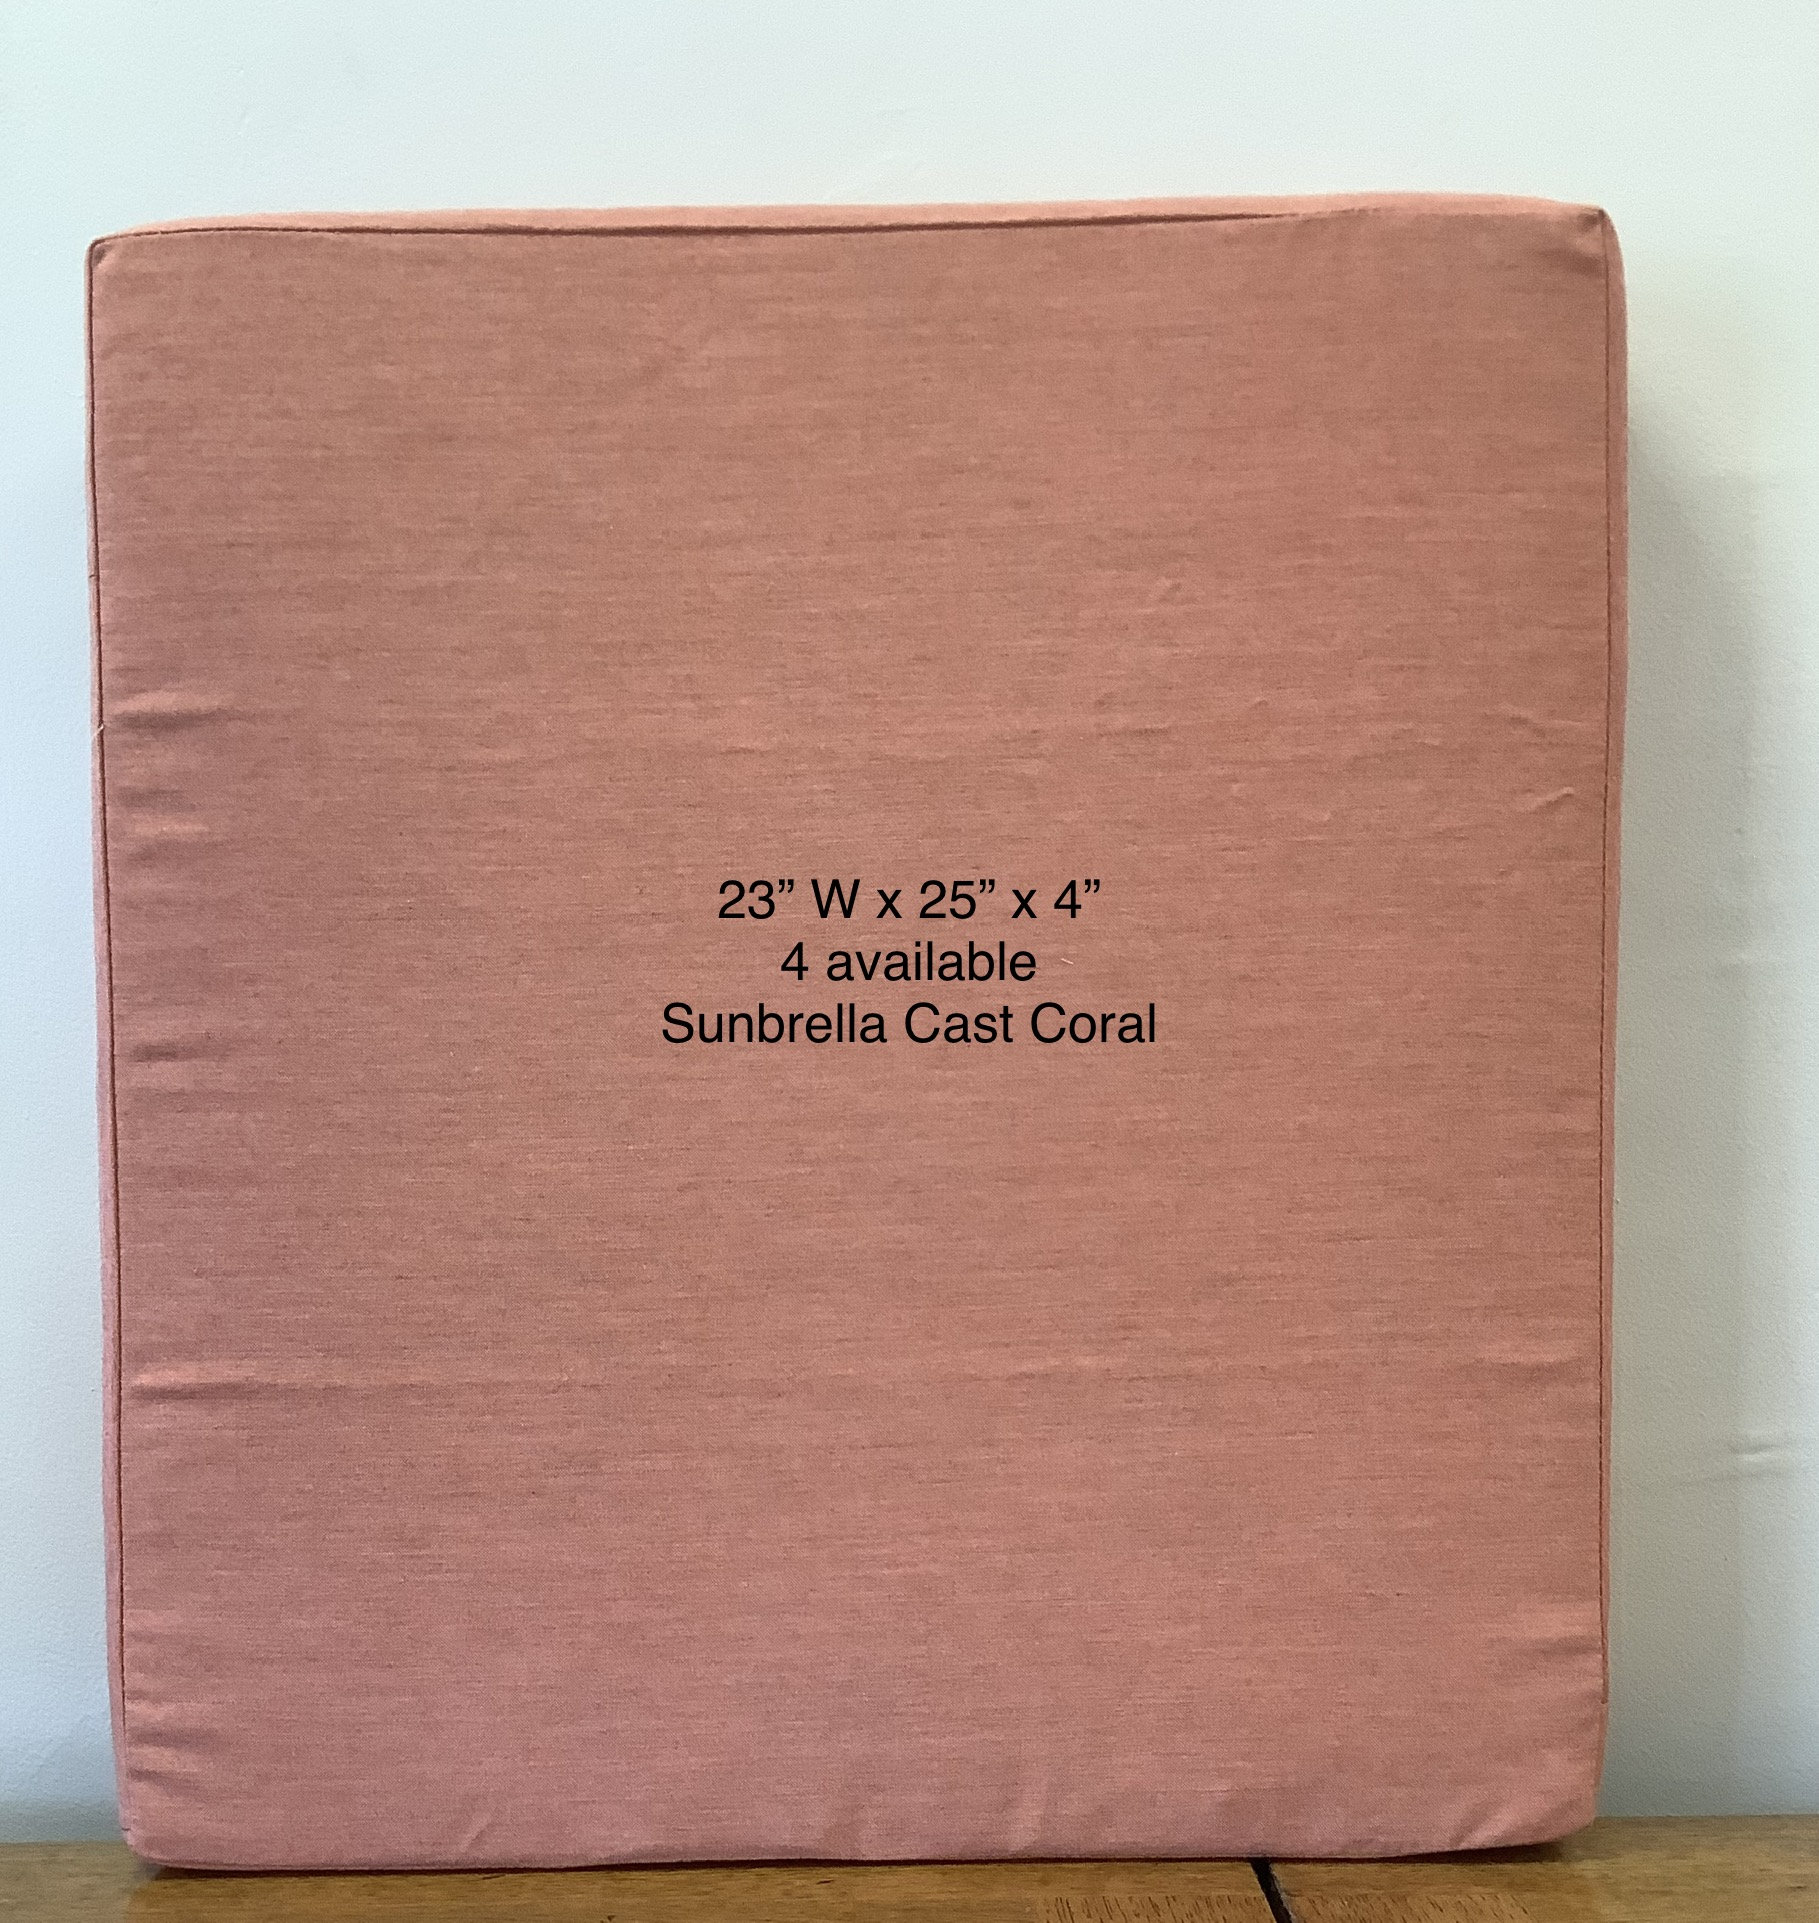 23” W x 25” x 4”
4 available
Sunbrella Cast Coral